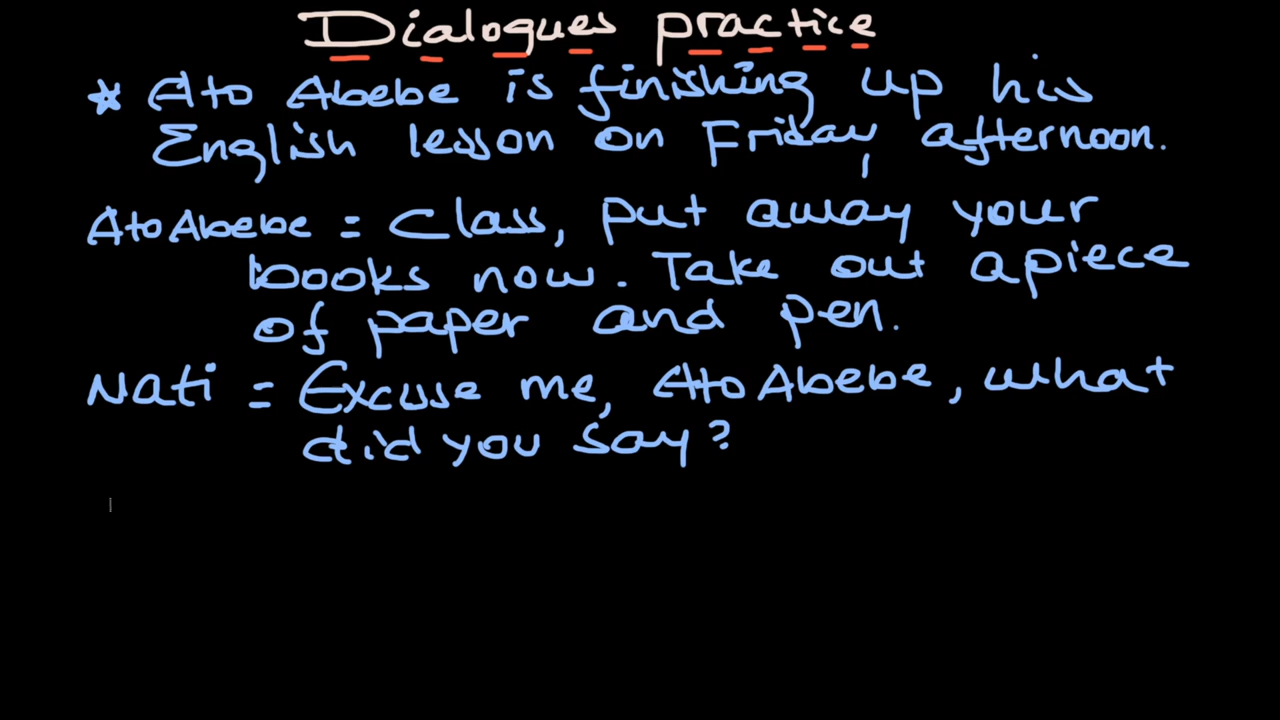 Dialogues practice
* Ato Abebe is finishing up his
English lesson on Friday afternoon.
Ato Abebe = Class, put away your
books now. Take out a piece
of paper and pen.
Nati = Excuse me, Ato Abebe, what
did you say?